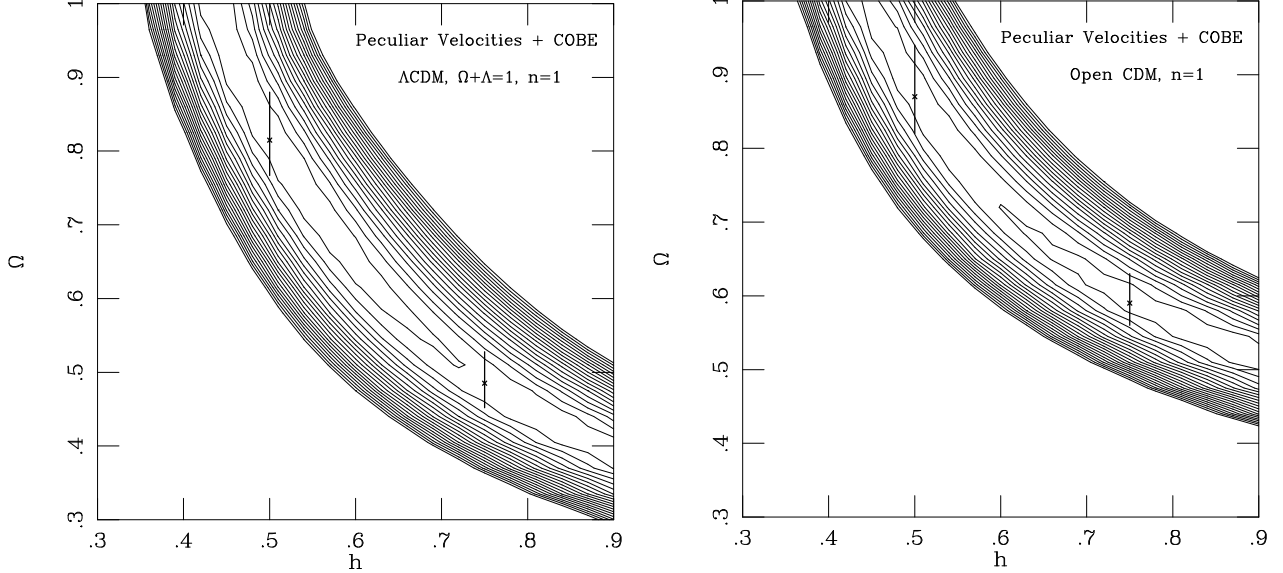 Peculiar Velocities + COBE
ΛCDM, Ω+Λ=1, n=1
1
.9
.8
.7
.6
.5
.4
.3
Ω
.3 .4 .5 .6 .7 .8 .9
h
Peculiar Velocities + COBE
Open CDM, n=1
1
.9
.8
.7
.6
.5
.4
.3
Ω
.3 .4 .5 .6 .7 .8 .9
h